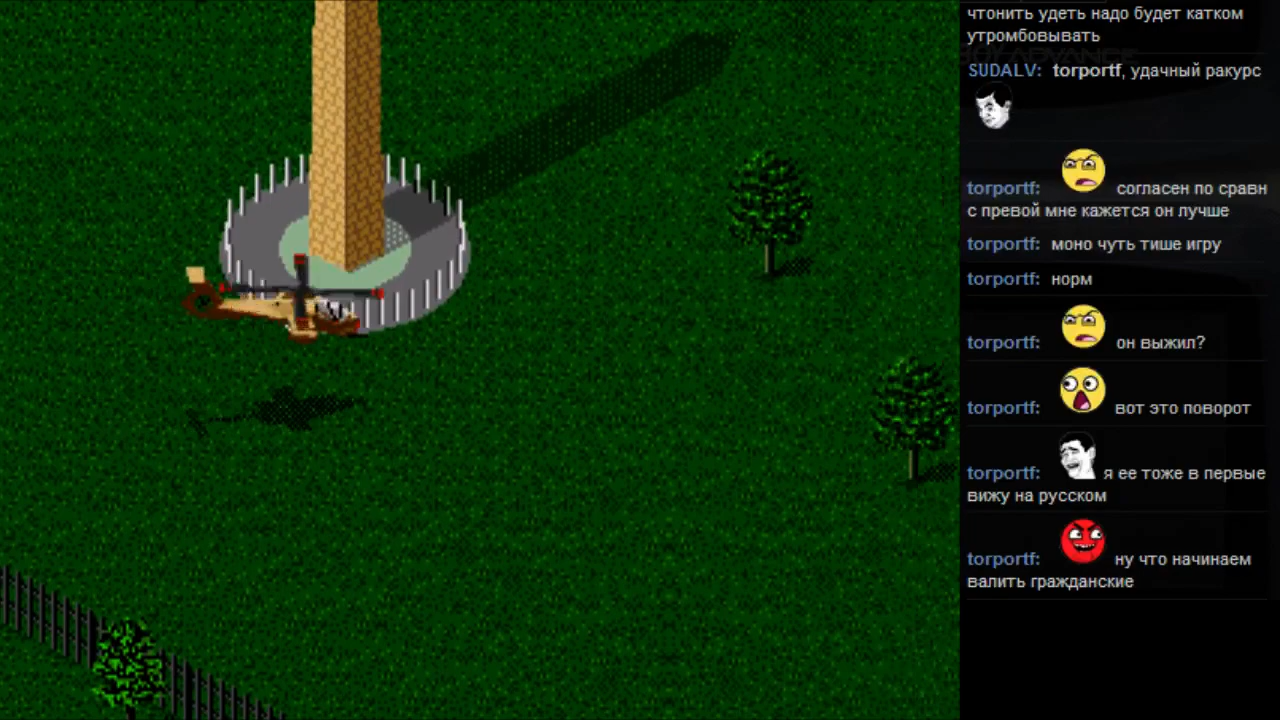 чтонить удеть надо будет катком
утромбовывать
SUDALV: torportf, удачный ракурс
torportf: согласен по сравн
с превой мне кажется он лучше
torportf: моно чуть тише игру
torportf: норм
torportf: он выжил?
torportf: вот это поворот
torportf: я ее тоже в первые
вижу на русском
torportf: ну что начинаем
валить гражданские